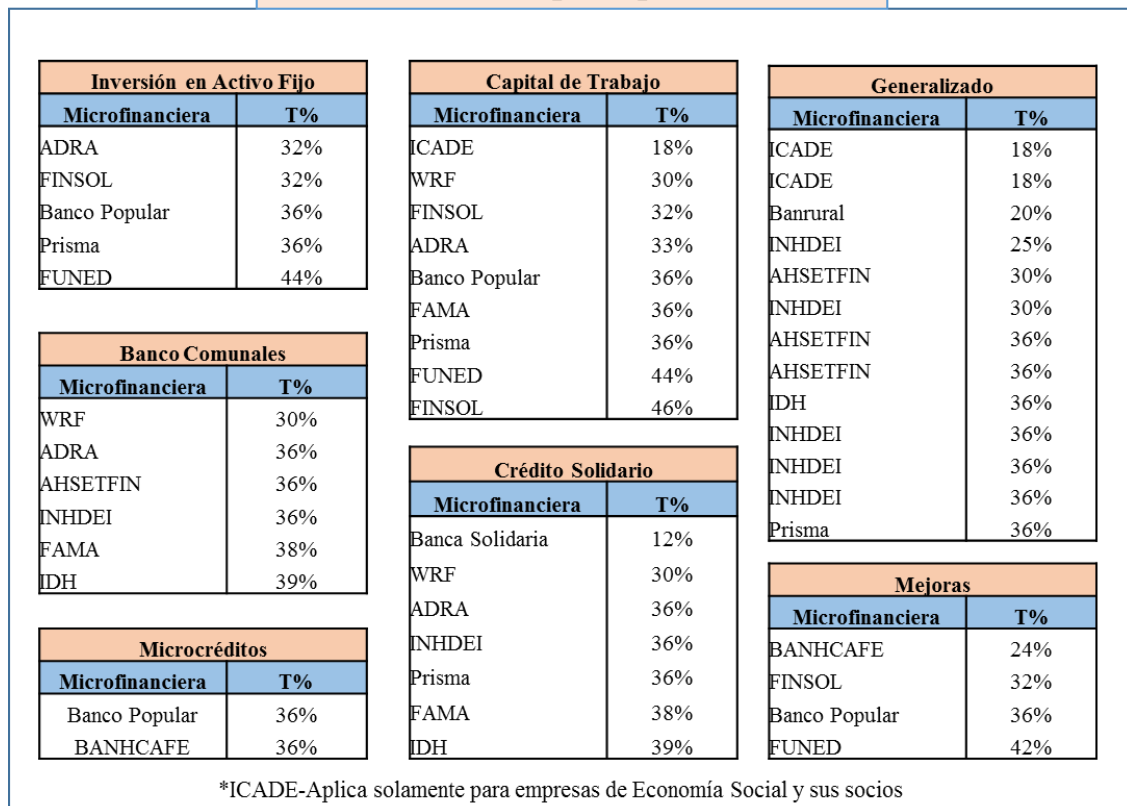 Inversión en Activo Fijo
Microfinanciera T%
ADRA 32%
FINSOL 32%
Banco Popular 36%
Prisma 36%
FUNED 44%
Banco Comunales
Microfinanciera T%
WRF 30%
ADRA 36%
AHSETFIN 36%
INHDEI 36%
FAMA 38%
IDH 39%
Microcréditos
Microfinanciera T%
Banco Popular 36%
BANHCAFE 36%
Capital de Trabajo
Microfinanciera T%
ICADE 18%
WRF 30%
FINSOL 32%
ADRA 33%
Banco Popular 36%
FAMA 36%
Prisma 36%
FUNED 44%
FINSOL 46%
Crédito Solidario
Microfinanciera T%
Banca Solidaria 12%
WRF 30%
ADRA 36%
INHDEI 36%
Prisma 36%
FAMA 38%
IDH 39%
Generalizado
Microfinanciera T%
ICADE 18%
ICADE 18%
Banrural 20%
INHDEI 25%
AHSETFIN 30%
INHDEI 30%
AHSETFIN 36%
AHSETFIN 36%
IDH 36%
INHDEI 36%
INHDEI 36%
INHDEI 36%
Prisma 36%
Mejoras
Microfinanciera T%
BANHCAFE 24%
FINSOL 32%
Banco Popular 36%
FUNED 42%
*ICADE-Aplica solamente para empresas de Economía Social y sus socios